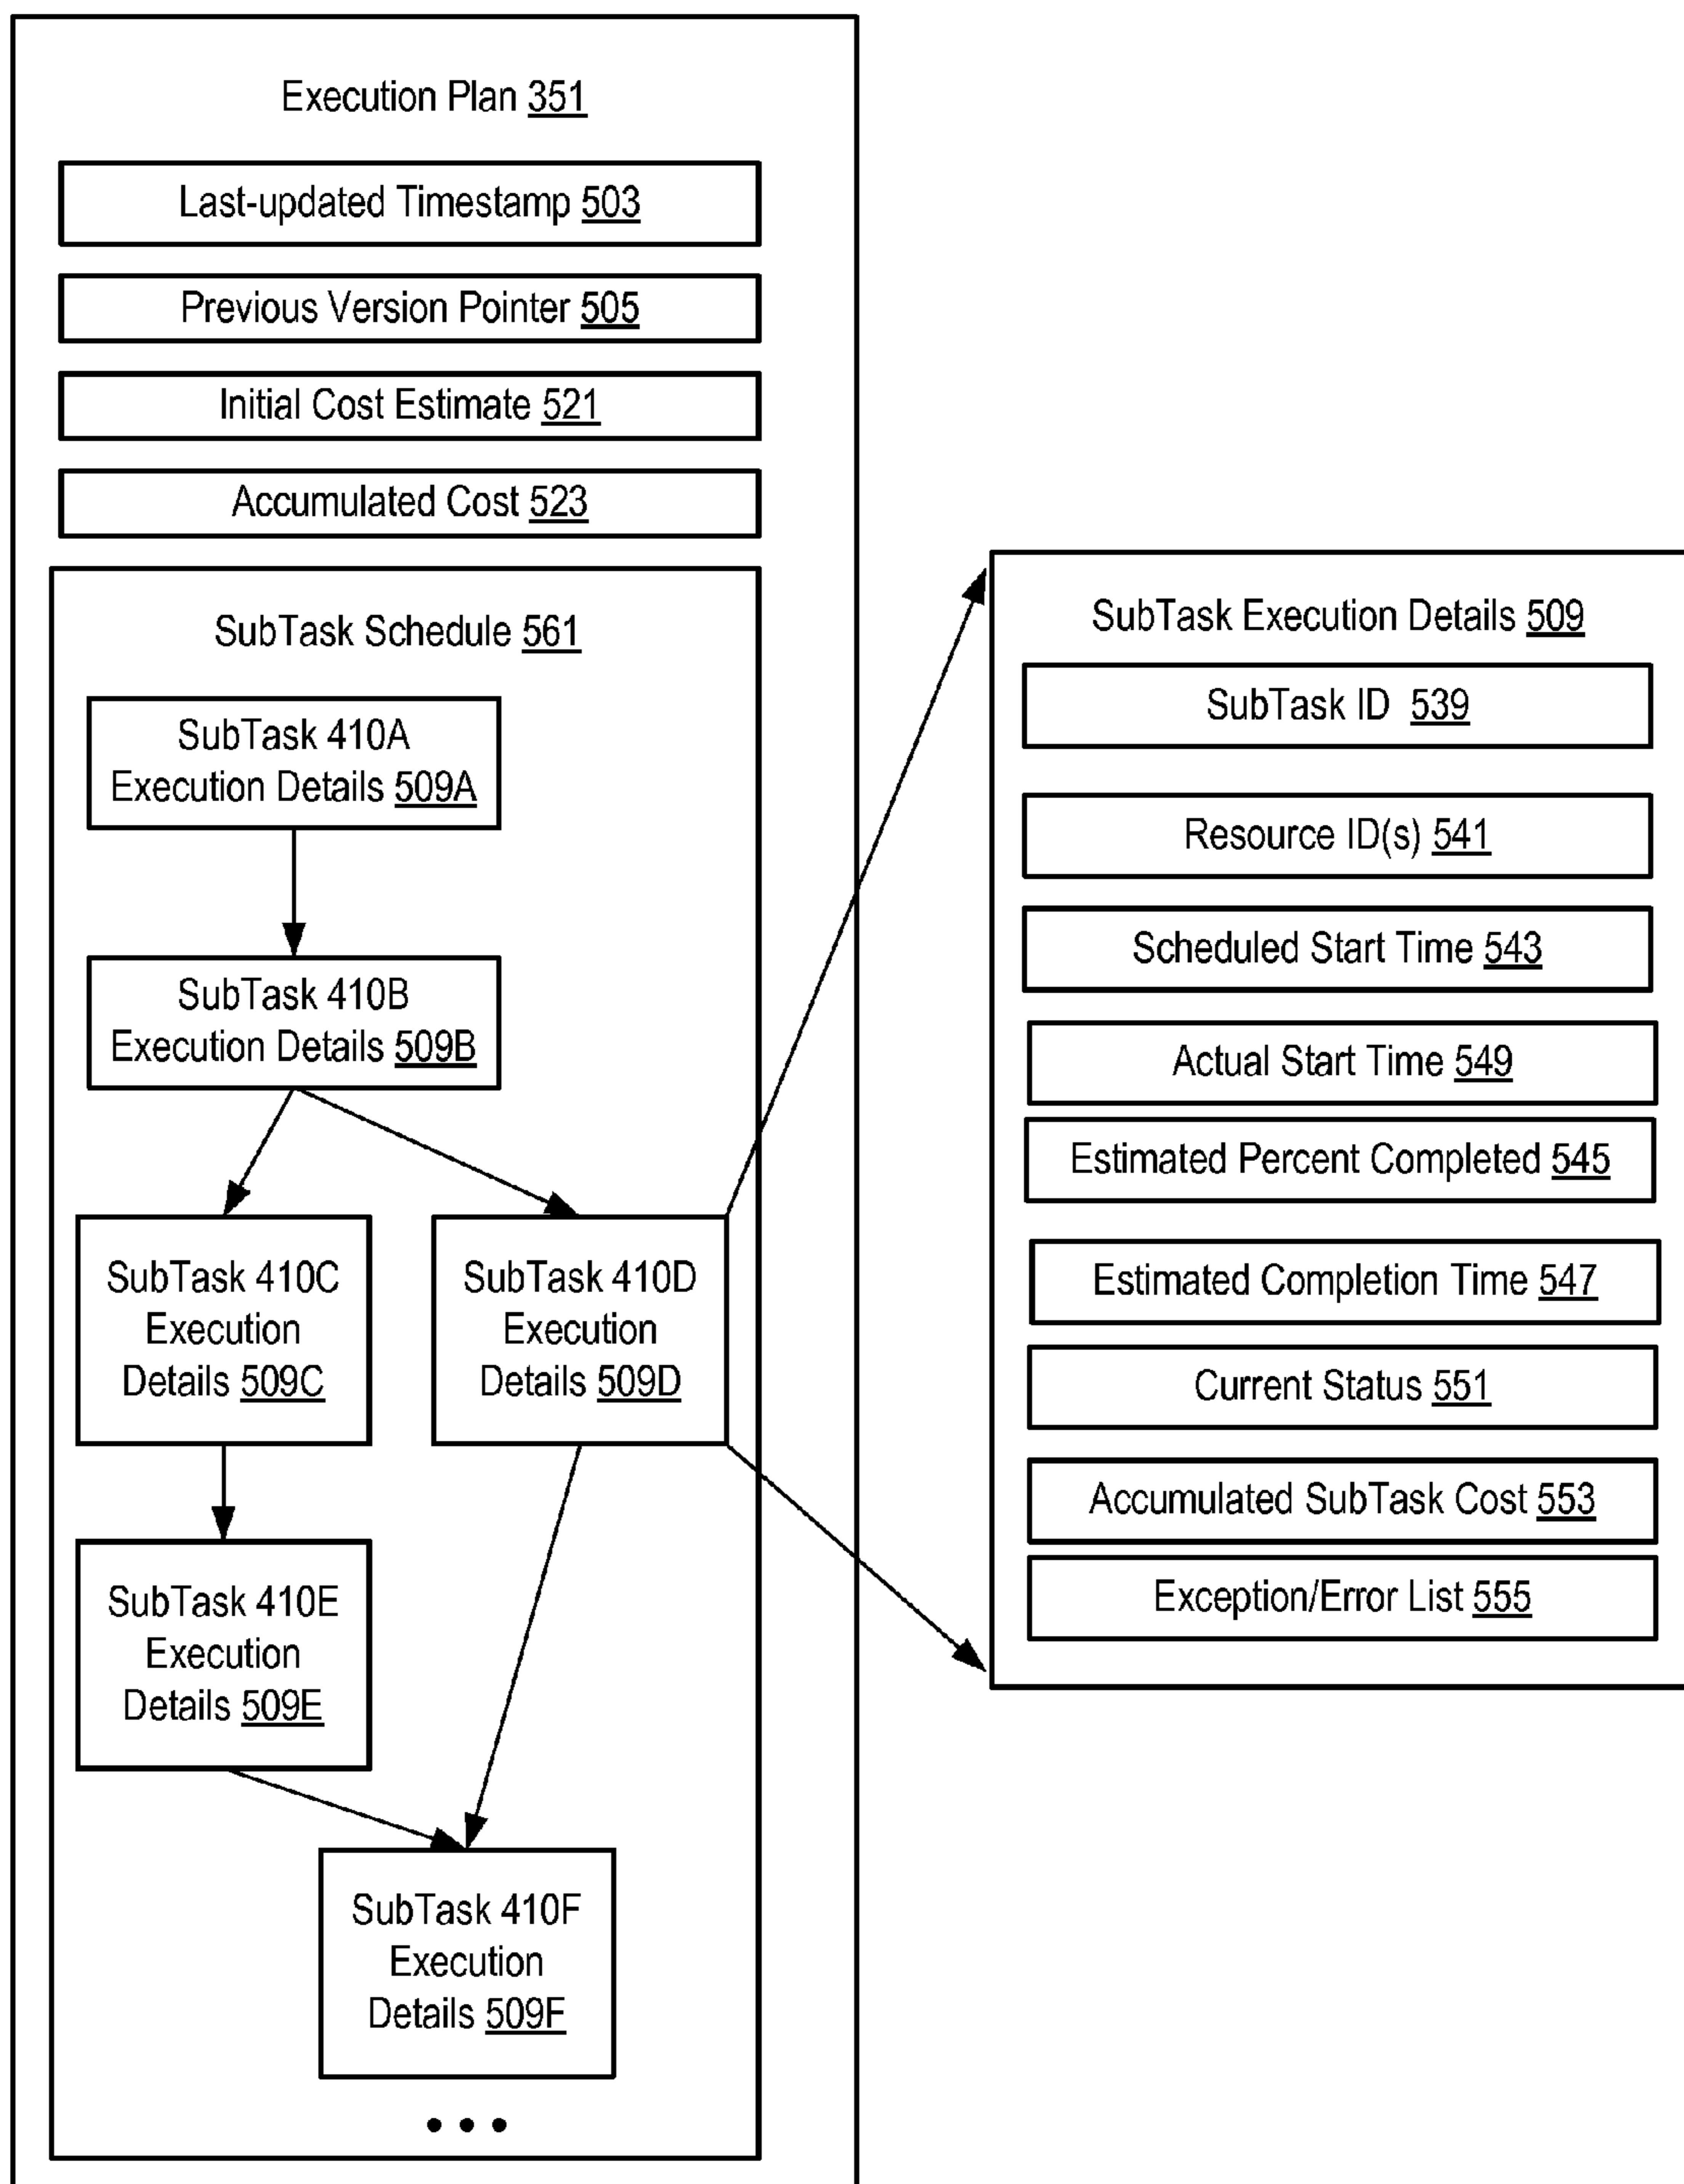 Execution Plan 351
Last-updated Timestamp 503
Previous Version Pointer 505
Initial Cost Estimate 521
Accumulated Cost 523
SubTask Schedule 561
SubTask 410A
Execution Details 509A
SubTask 410B
Execution Details 509B
SubTask 410C
Execution
Details 509C
SubTask 410D
Execution
Details 509D
SubTask 410E
Execution
Details 509E
SubTask 410F
Execution
Details 509F
•••
SubTask Execution Details 509
SubTask ID 539
Resource ID(s) 541
Scheduled Start Time 543
Actual Start Time 549
Estimated Percent Completed 545
Estimated Completion Time 547
Current Status 551
Accumulated SubTask Cost 553
Exception/Error List 555